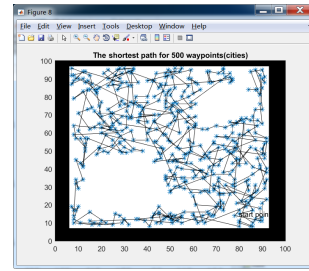 Figure 8
File Edit View Insert Tools Desktop Window Help
The shortest path for 500 waypoints(cities)
100
90
80
70
60
50
40
30
20
10
0
start poin
0 10 20 30 40 50 60 70 80 90 100